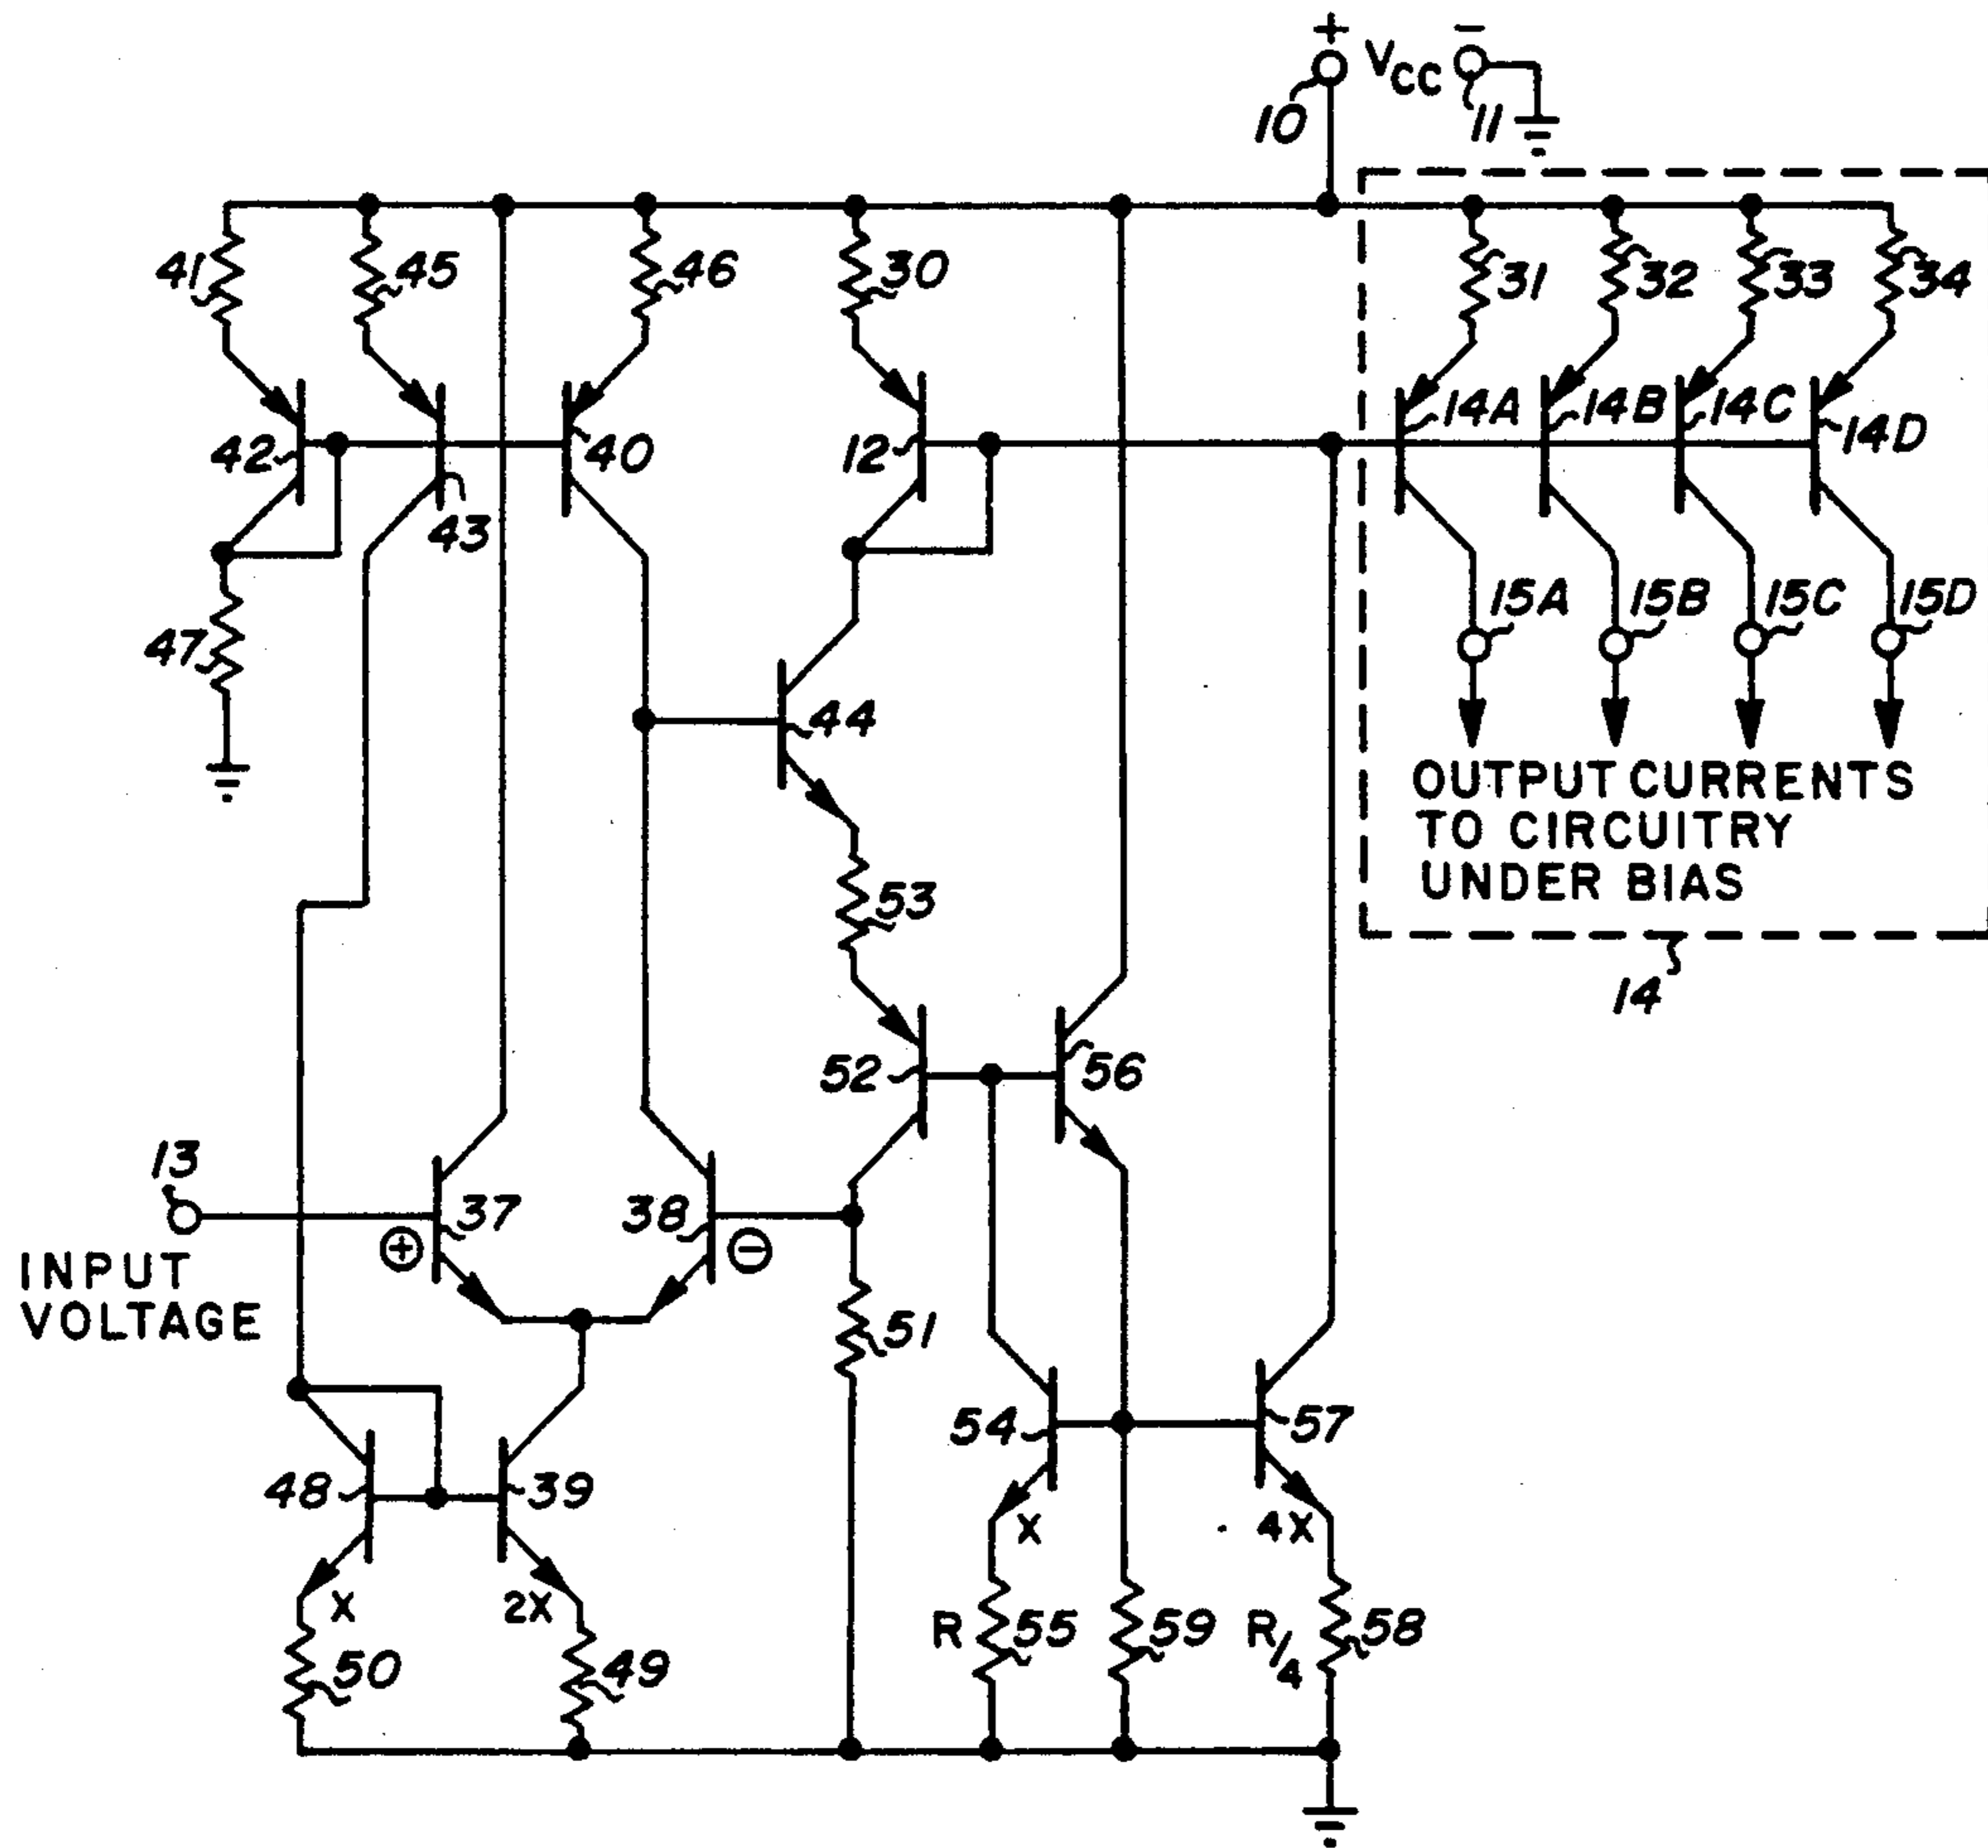 + VCC −
10 11
41 45 46 30 31 32 33 34
42 43 40 12 14A 14B 14C 14D
15A 15B 15C 15D
47 44
OUTPUT CURRENTS
TO CIRCUITRY
UNDER BIAS
14
53
52 56
13
INPUT
VOLTAGE
37 + 38 −
51
54 57
X 4X
48 39
X 2X
50 49 R 55 59 R/4 58